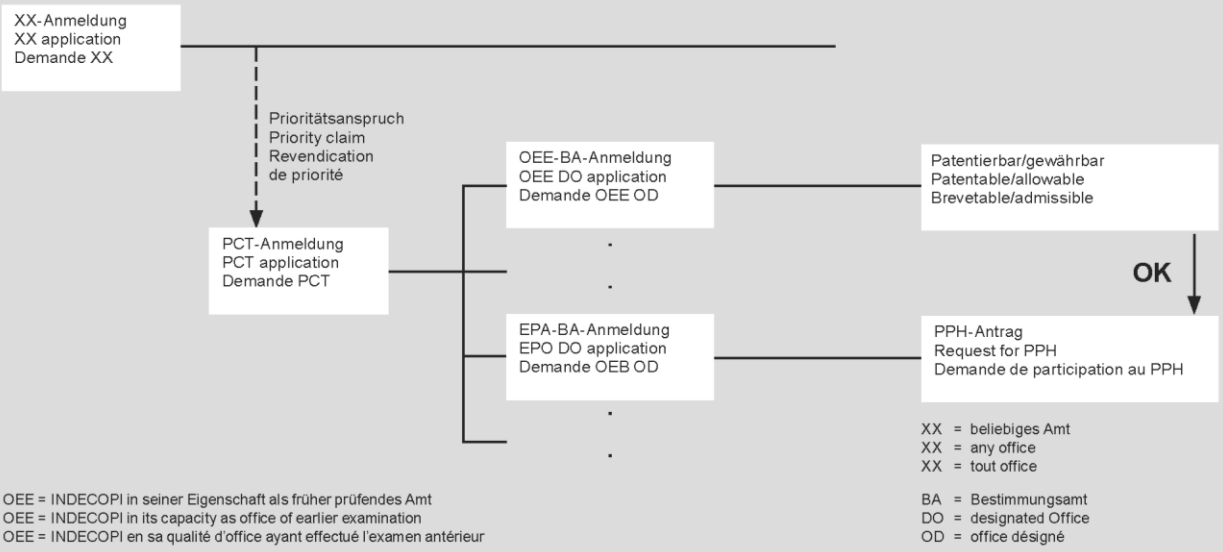 XX-Anmeldung
XX application
Demande XX
Prioritätsanspruch
Priority claim
Revendication
de priorité
PCT-Anmeldung
PCT application
Demande PCT
OEE-BA-Anmeldung
OEE DO application
Demande OEE OD
Patentierbar/gewährbar
Patentable/allowable
Brevetable/admissible
OK
EPA-BA-Anmeldung
EPO DO application
Demande OEB OD
PPH-Antrag
Request for PPH
Demande de participation au PPH
XX = beliebiges Amt
XX = any office
XX = tout office
OEE = INDECOPI in seiner Eigenschaft als früher prüfendes Amt
OEE = INDECOPI in its capacity as office of earlier examination
OEE = INDECOPI en sa qualité d'office ayant effectué l'examen antérieur
BA = Bestimmungsamt
DO = designated Office
OD = office désigné